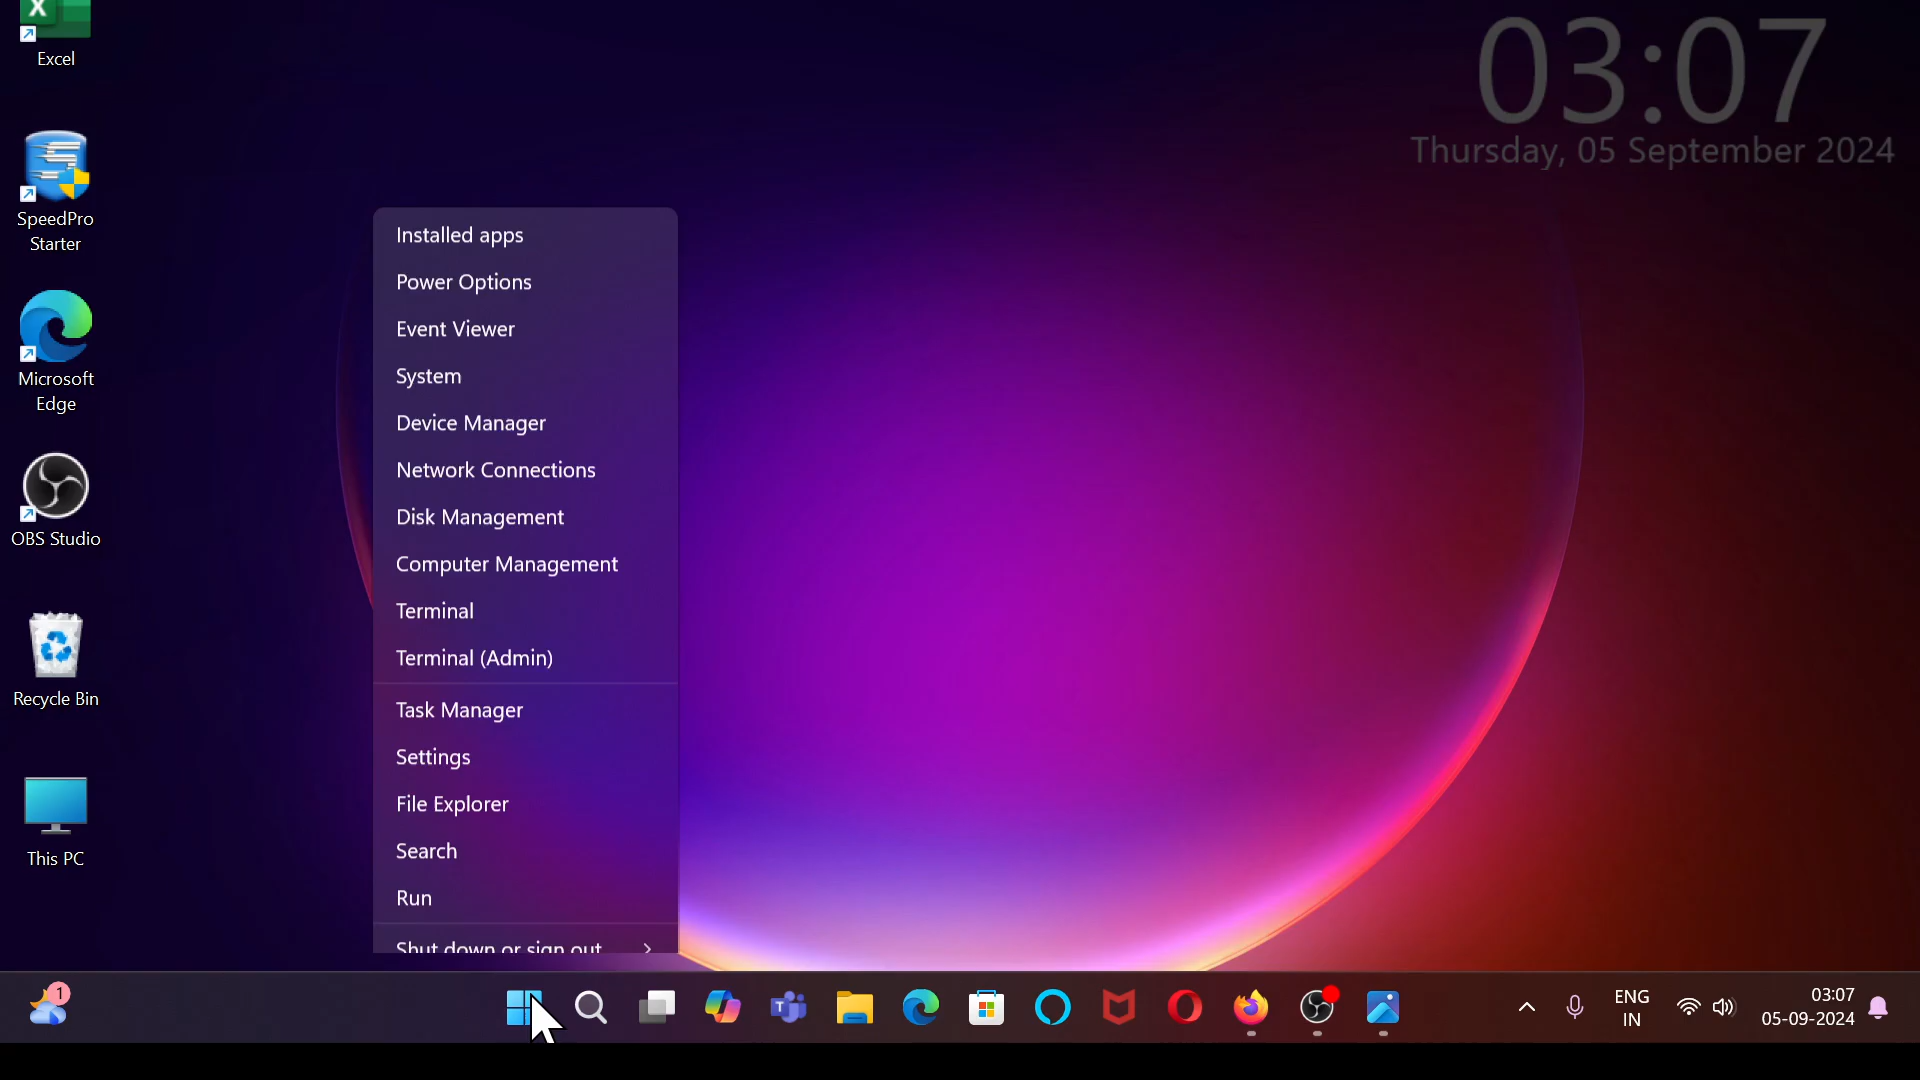 03:07
Thursday, 05 September 2024
Excel
SpeedPro
Starter
Microsoft
Edge
OBS Studio
Recycle Bin
This PC
Installed apps
Power Options
Event Viewer
System
Device Manager
Network Connections
Disk Management
Computer Management
Terminal
Terminal (Admin)
Task Manager
Settings
File Explorer
Search
Run
Shut down or sign out
1
ENG
IN
03:07
05-09-2024